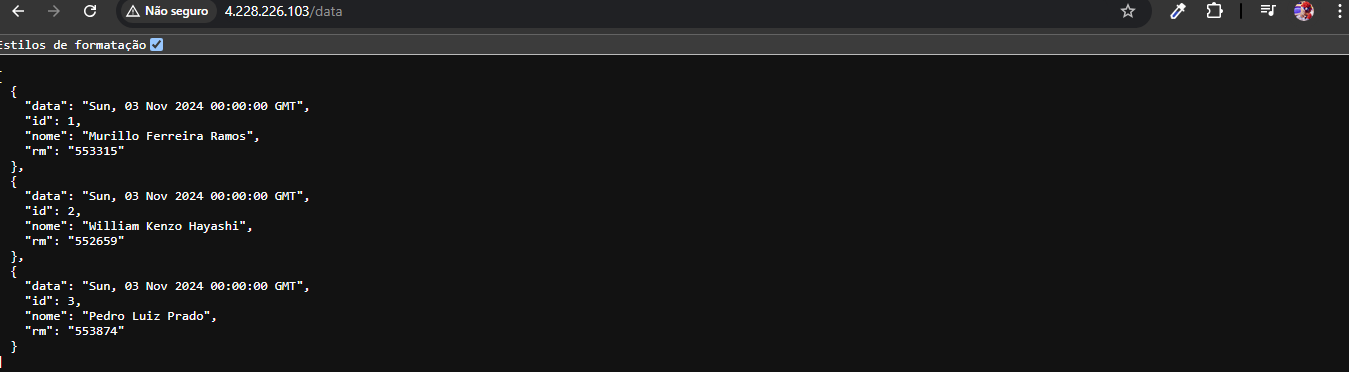 Não seguro 4.228.226.103/data
Estilos de formatação
[
{
"data": "Sun, 03 Nov 2024 00:00:00 GMT",
"id": 1,
"nome": "Murillo Ferreira Ramos",
"rm": "553315"
},
{
"data": "Sun, 03 Nov 2024 00:00:00 GMT",
"id": 2,
"nome": "William Kenzo Hayashi",
"rm": "552659"
},
{
"data": "Sun, 03 Nov 2024 00:00:00 GMT",
"id": 3,
"nome": "Pedro Luiz Prado",
"rm": "553874"
}
]